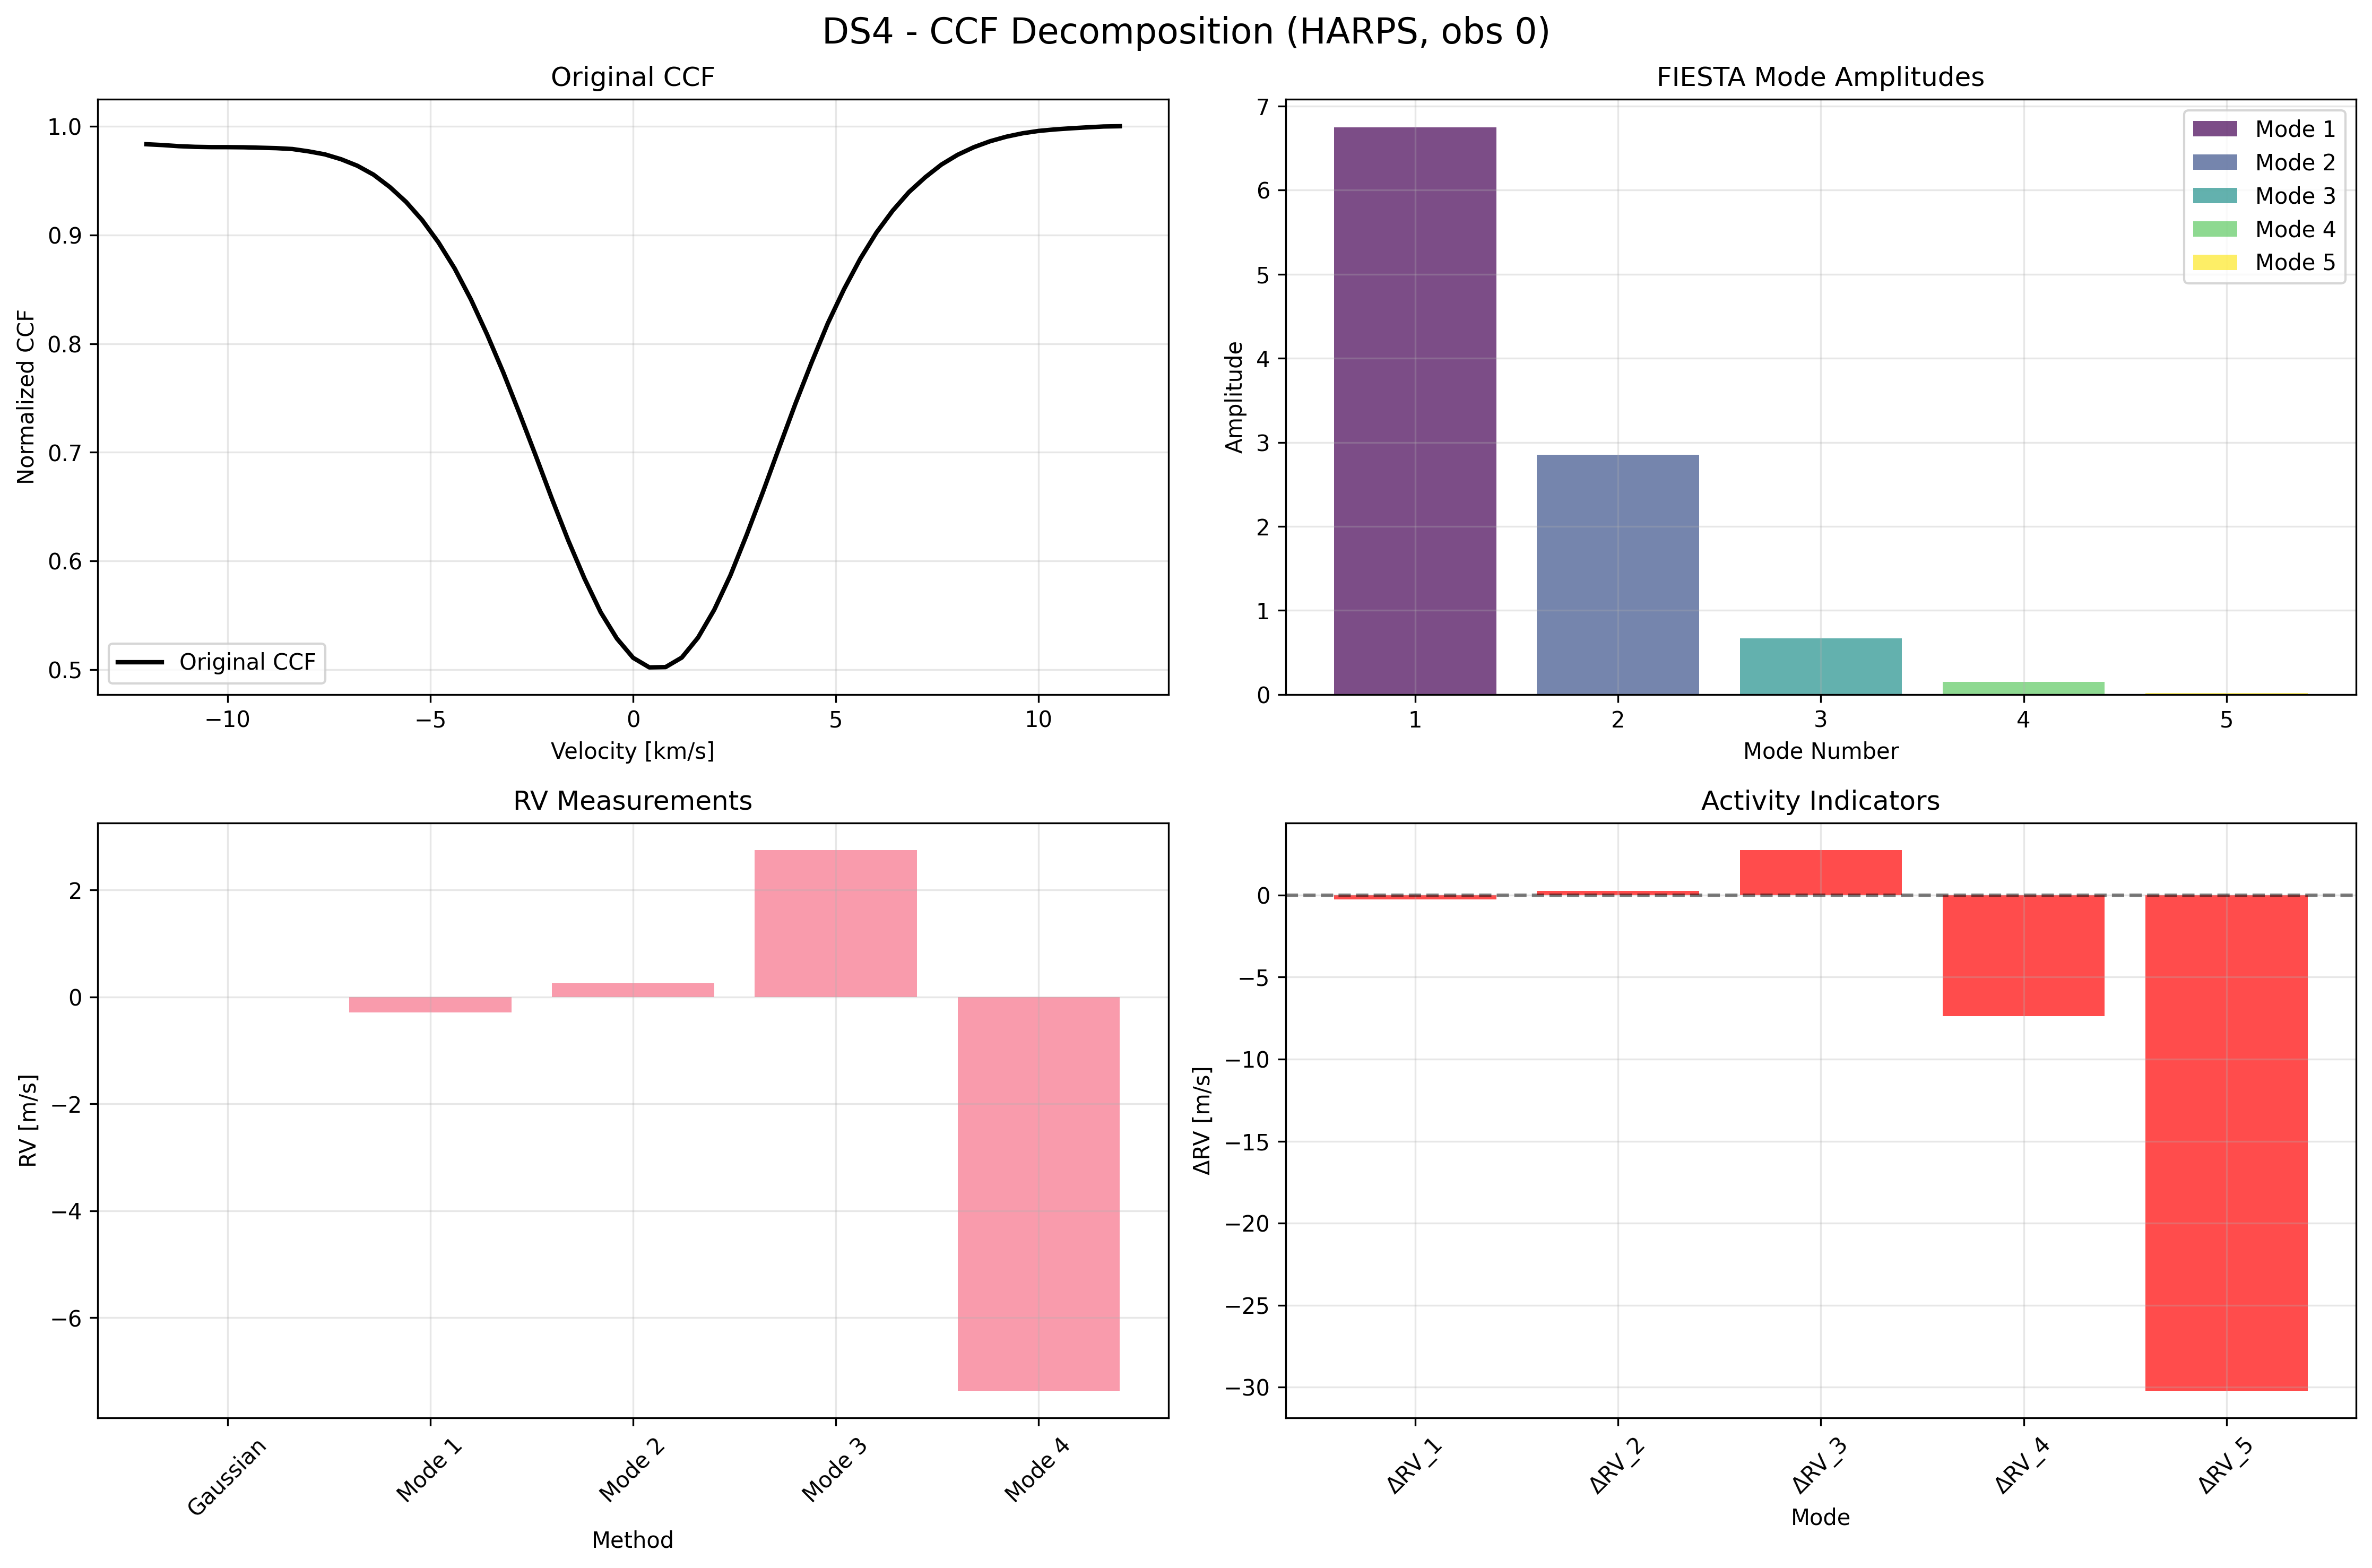 DS4 - CCF Decomposition (HARPS, obs 0)
Original CCF
Normalized CCF
1.0
0.9
0.8
0.7
0.6
0.5
Original CCF
−10
−5
0
5
10
Velocity [km/s]
FIESTA Mode Amplitudes
Amplitude
7
6
5
4
3
2
1
0
Mode 1
Mode 2
Mode 3
Mode 4
Mode 5
1
2
3
4
5
Mode Number
RV Measurements
RV [m/s]
2
0
−2
−4
−6
Gaussian
Mode 1
Mode 2
Mode 3
Mode 4
Method
Activity Indicators
ΔRV [m/s]
0
−5
−10
−15
−20
−25
−30
ΔRV_1
ΔRV_2
ΔRV_3
ΔRV_4
ΔRV_5
Mode